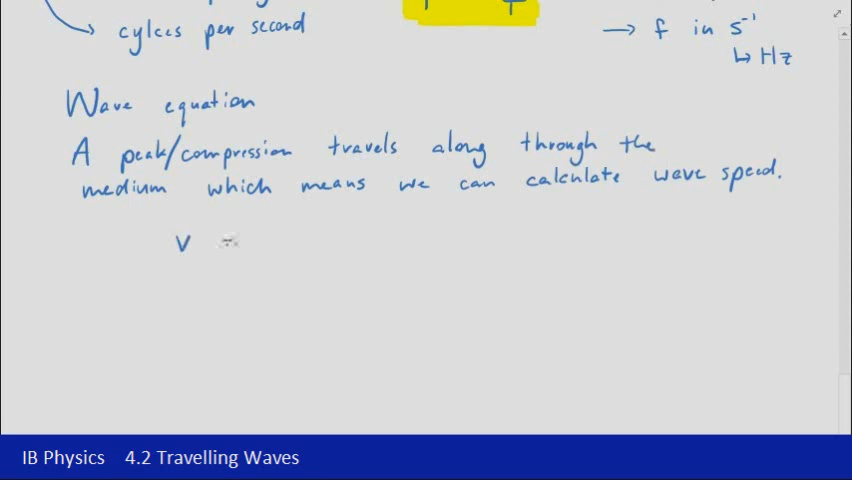 cylces per second
→ f in s⁻¹
↳ Hz
Wave equation
A peak/compression travels along through the
medium which means we can calculate wave speed.
v =
IB Physics 4.2 Travelling Waves